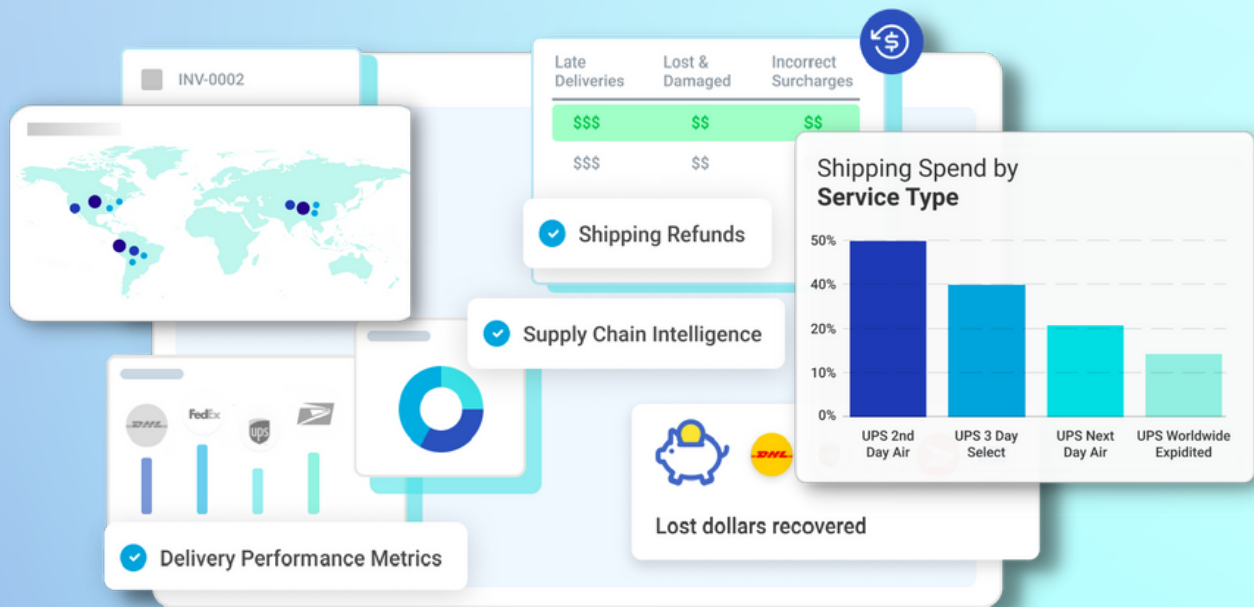 INV-0002
Late
Deliveries
Lost &
Damaged
Incorrect
Surcharges
$$$
$$
$$
$$$
$$
Shipping Refunds
Supply Chain Intelligence
Shipping Spend by
Service Type
50%
40%
20%
10%
0%
UPS 2nd
Day Air
UPS 3 Day
Select
UPS Next
Day Air
UPS Worldwide
Expidited
DHL
FedEx
ups
Delivery Performance Metrics
DHL
Lost dollars recovered